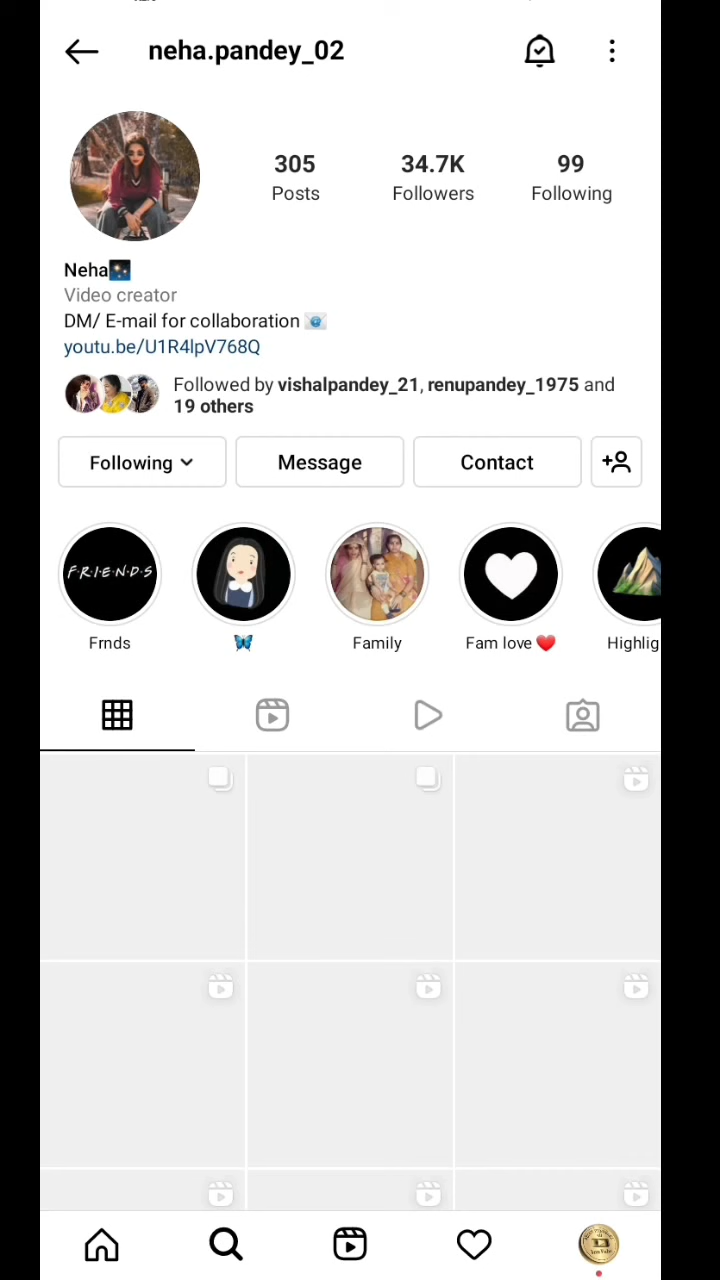 neha.pandey_02
305
34.7K
99
Posts
Followers
Following
Neha
Video creator
DM/ E-mail for collaboration
youtu.be/U1R4lpV768Q
Followed by vishalpandey_21, renupandey_1975 and
19 others
Following
Message
Contact
F·R·I·E·N·D·S
Frnds
Family
Fam love ❤️
Highlig